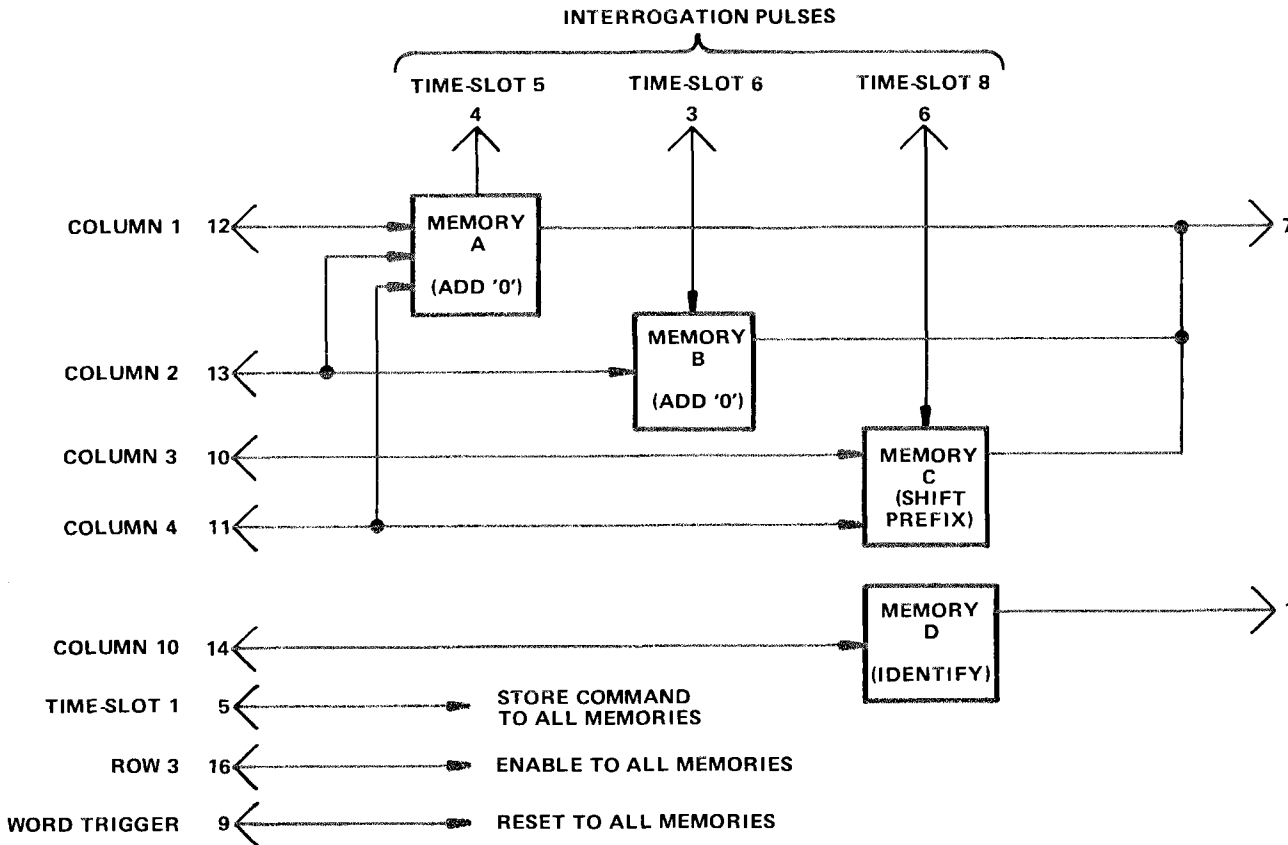 INTERROGATION PULSES
TIME-SLOT 5 TIME-SLOT 6 TIME-SLOT 8
4 3 6
COLUMN 1 12
MEMORY
A
(ADD '0')
7
MEMORY
B
(ADD '0')
COLUMN 2 13
COLUMN 3 10
MEMORY
C
(SHIFT
PREFIX)
COLUMN 4 11
MEMORY
D
(IDENTIFY)
COLUMN 10 14
TIME-SLOT 1 5 STORE COMMAND
TO ALL MEMORIES
ROW 3 16 ENABLE TO ALL MEMORIES
WORD TRIGGER 9 RESET TO ALL MEMORIES